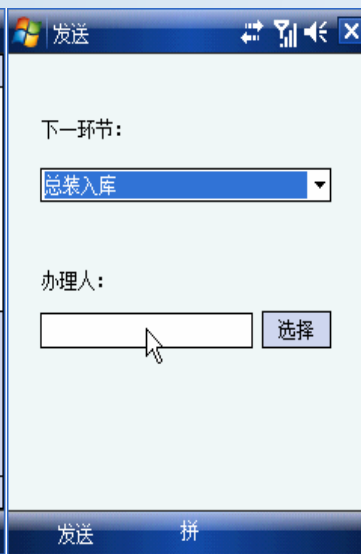 发送
下一环节：
总装入库
办理人：
选择
发送 拼